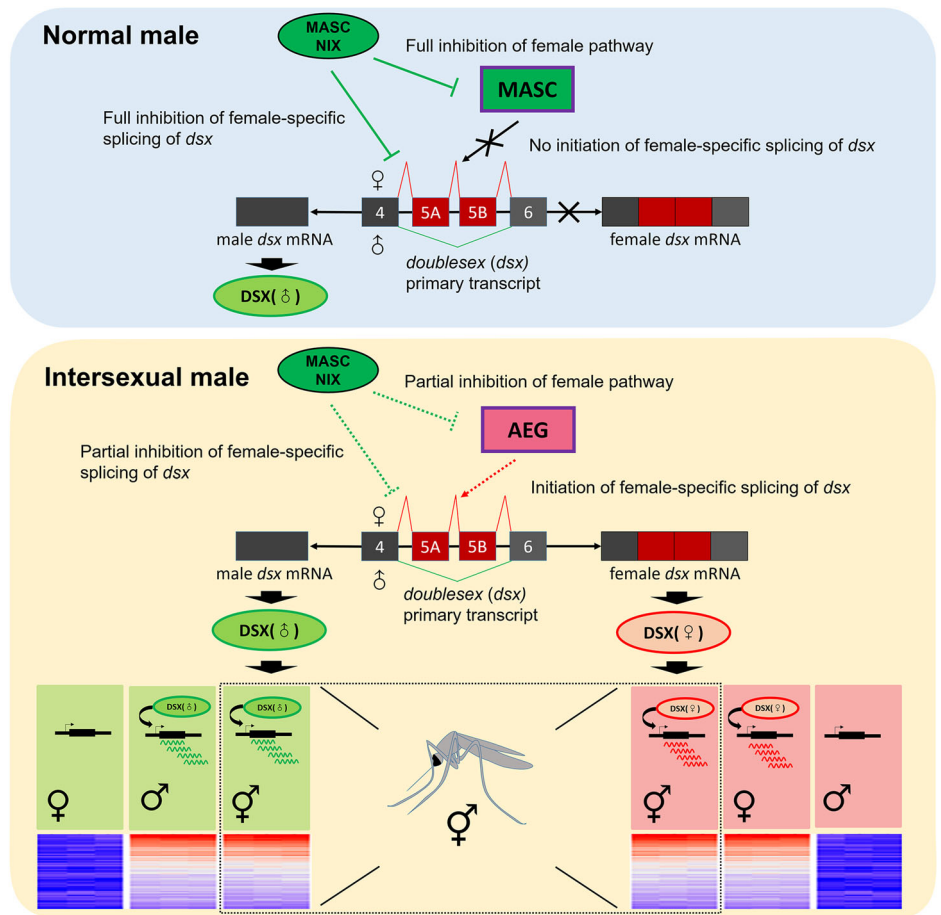 Normal male
MASC
NIX
Full inhibition of female pathway
MASC
Full inhibition of female-specific
splicing of dsx
No initiation of female-specific splicing of dsx
♀
4
5A
5B
6
♂
male dsx mRNA
female dsx mRNA
doublesex (dsx)
primary transcript
DSX(♂)
Intersexual male
MASC
NIX
Partial inhibition of female pathway
AEG
Partial inhibition of female-specific
splicing of dsx
Initiation of female-specific splicing of dsx
♀
4
5A
5B
6
♂
male dsx mRNA
female dsx mRNA
doublesex (dsx)
primary transcript
DSX(♂)
DSX(♀)
DSX(♂)
DSX(♂)
DSX(♀)
DSX(♀)
♀
♂
⚥
⚥
♀
♂
⚥